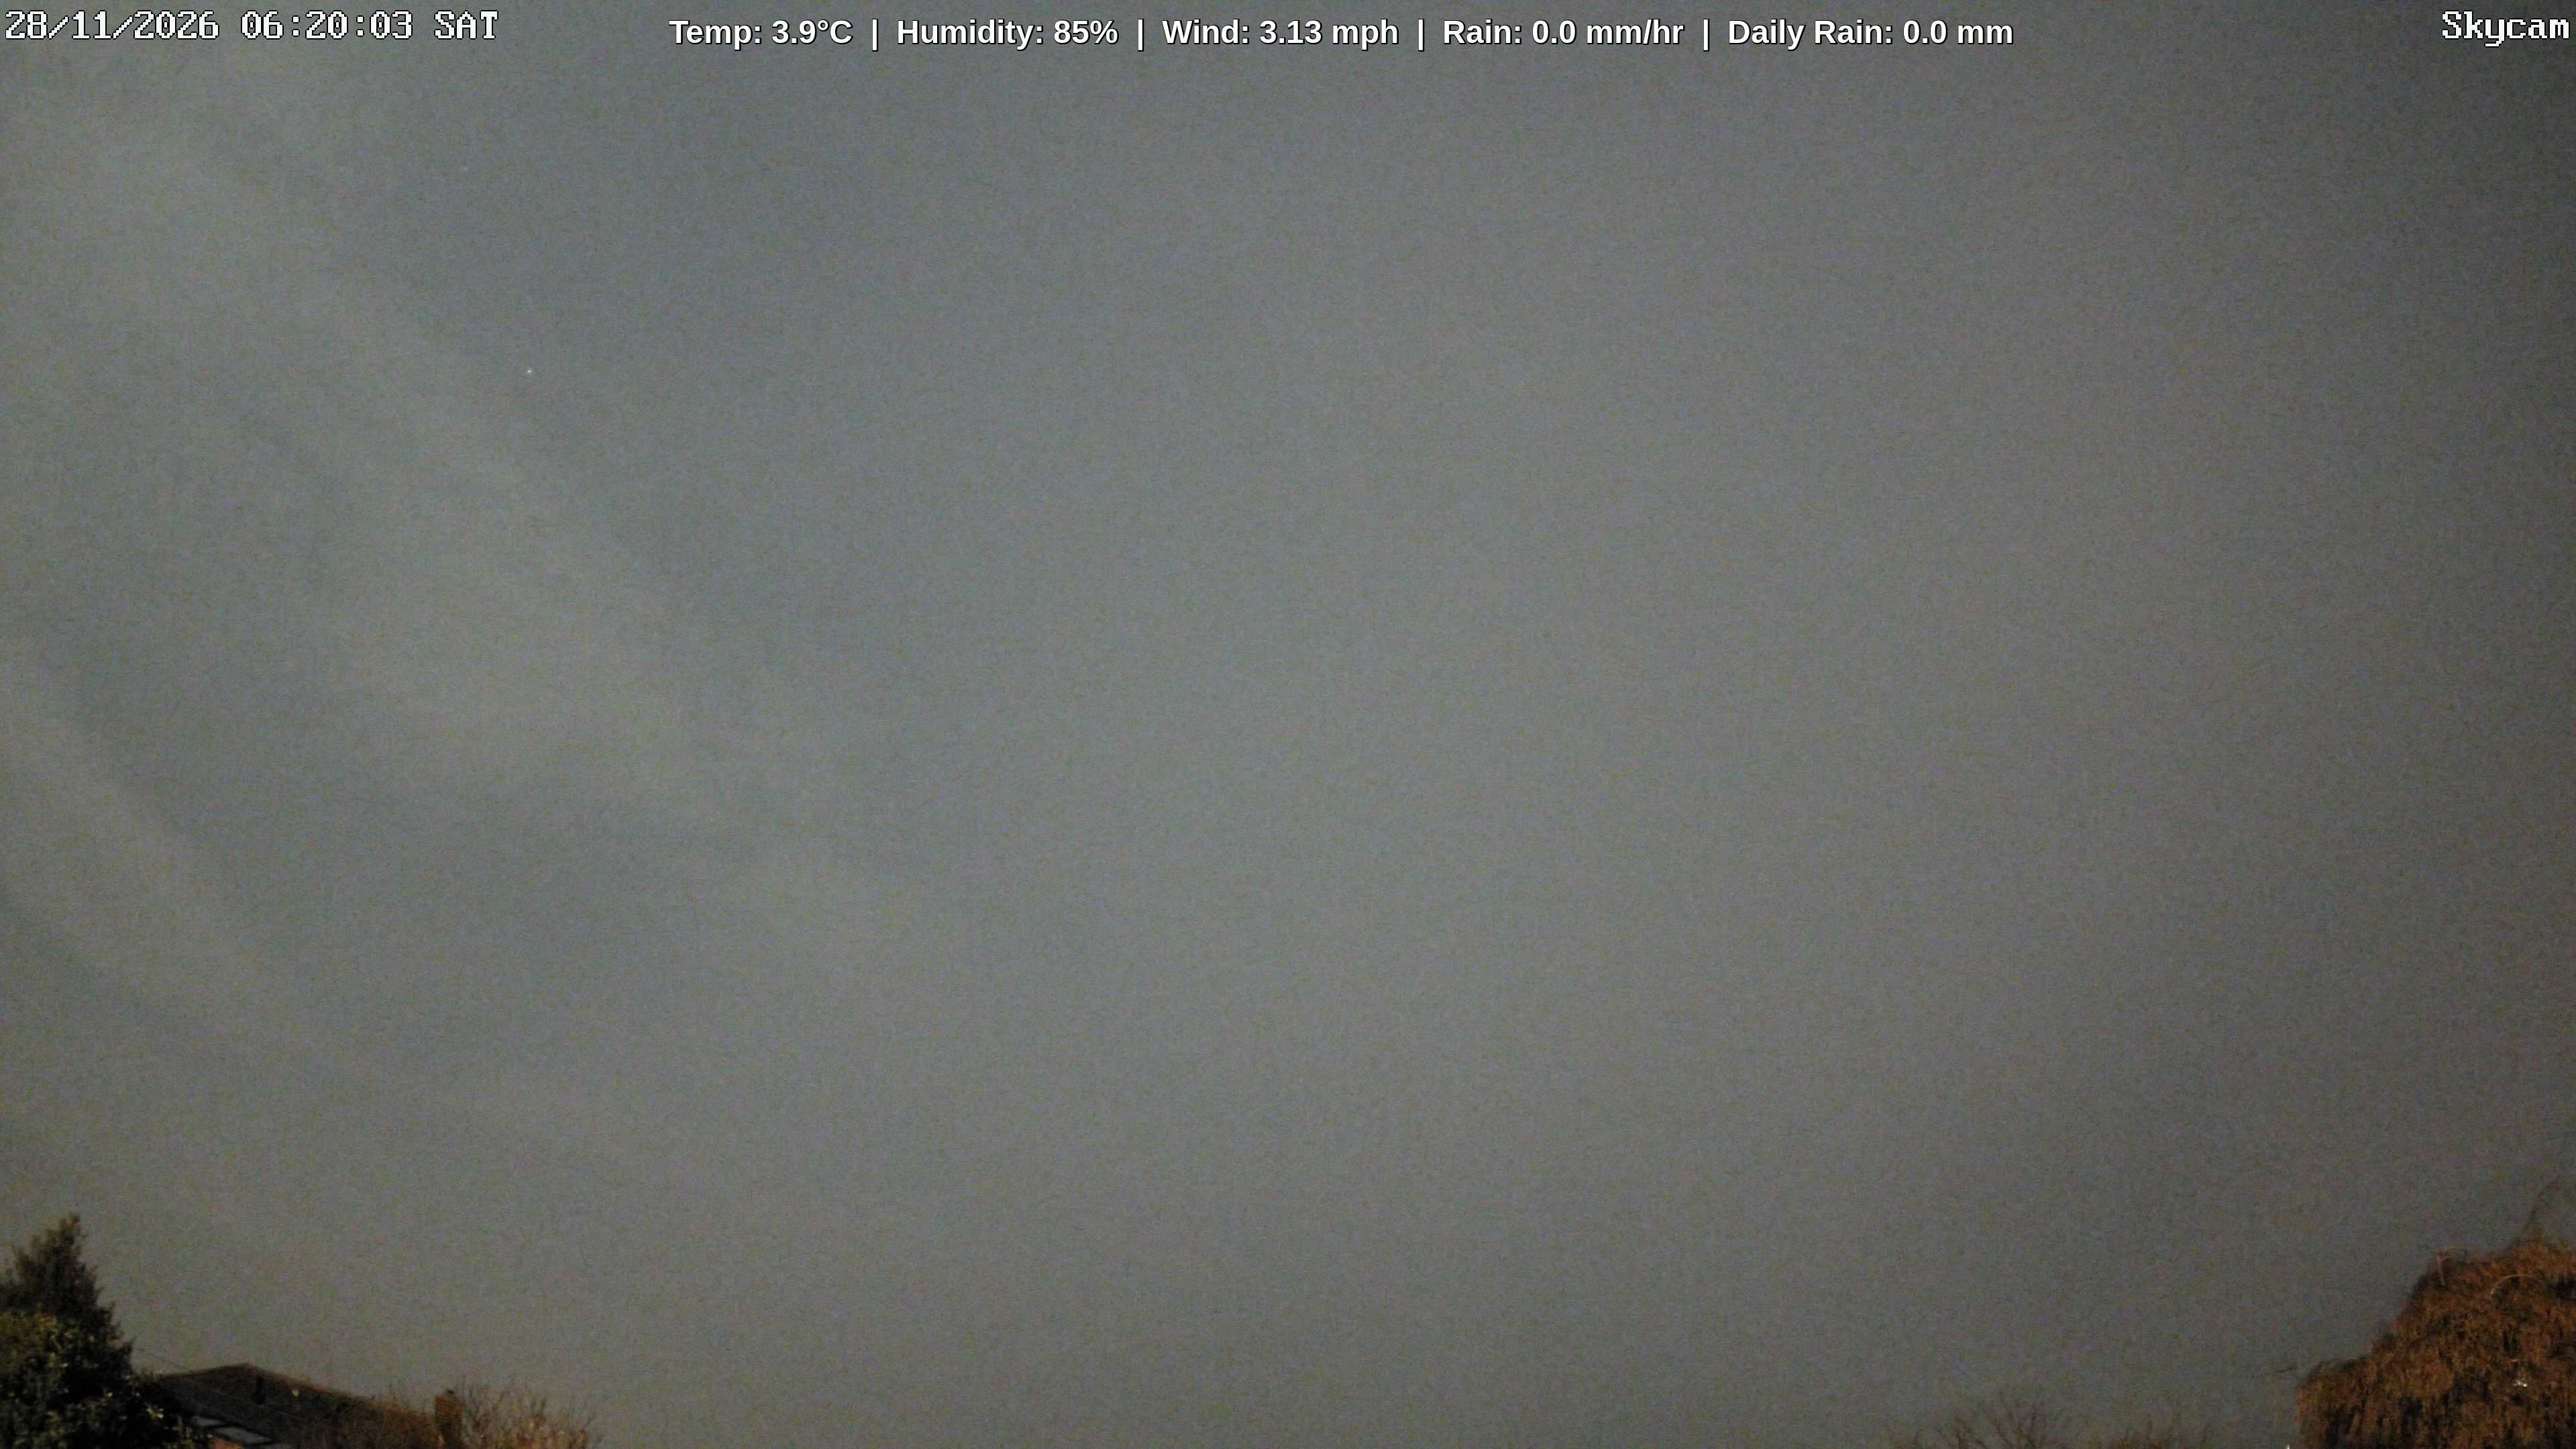 28/11/2026 06:20:03 SAT
Temp: 3.9°C | Humidity: 85% | Wind: 3.13 mph | Rain: 0.0 mm/hr | Daily Rain: 0.0 mm
Skycam